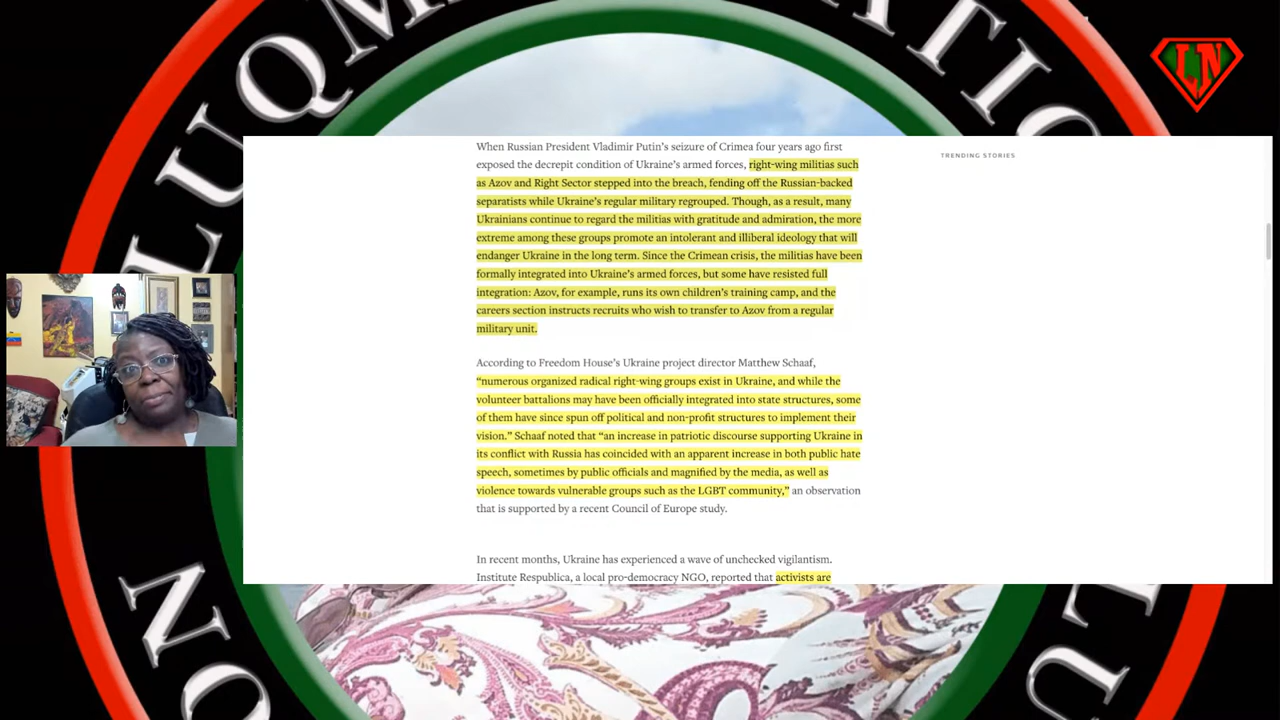 LUQM
ATIO
LN
When Russian President Vladimir Putin’s seizure of Crimea four years ago first
exposed the decrepit condition of Ukraine’s armed forces, right-wing militias such
as Azov and Right Sector stepped into the breach, fending off the Russian-backed
separatists while Ukraine’s regular military regrouped. Though, as a result, many
Ukrainians continue to regard the militias with gratitude and admiration, the more
extreme among these groups promote an intolerant and illiberal ideology that will
endanger Ukraine in the long term. Since the Crimean crisis, the militias have been
formally integrated into Ukraine’s armed forces, but some have resisted full
integration: Azov, for example, runs its own children’s training camp, and the
careers section instructs recruits who wish to transfer to Azov from a regular
military unit.
According to Freedom House’s Ukraine project director Matthew Schaaf,
“numerous organized radical right-wing groups exist in Ukraine, and while the
volunteer battalions may have been officially integrated into state structures, some
of them have since spun off political and non-profit structures to implement their
vision.” Schaaf noted that “an increase in patriotic discourse supporting Ukraine in
its conflict with Russia has coincided with an apparent increase in both public hate
speech, sometimes by public officials and magnified by the media, as well as
violence towards vulnerable groups such as the LGBT community,” an observation
that is supported by a recent Council of Europe study.
In recent months, Ukraine has experienced a wave of unchecked vigilantism.
Institute Respublica, a local pro-democracy NGO, reported that activists are
TRENDING STORIES